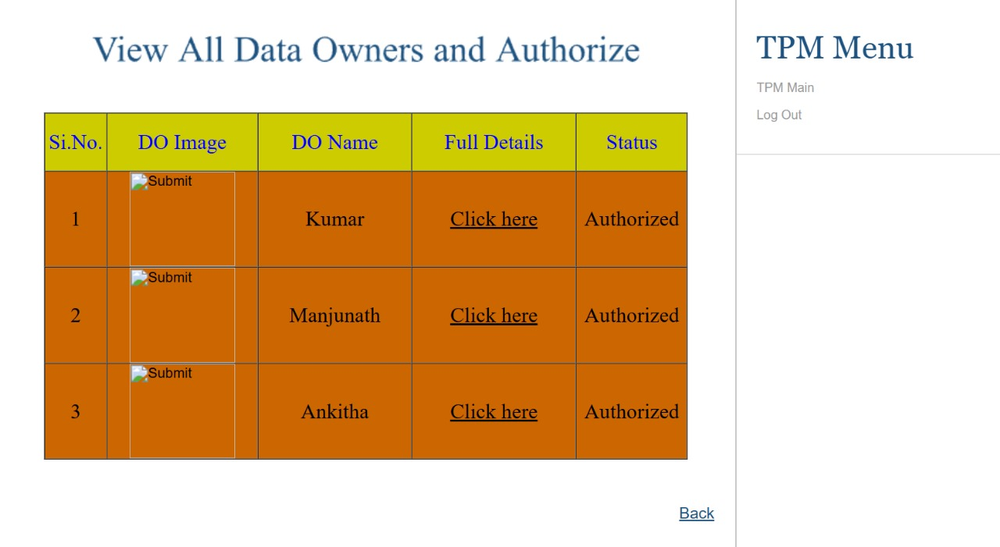 View All Data Owners and Authorize
Si.No. DO Image DO Name Full Details Status
Submit
1 Kumar Click here Authorized
Submit
2 Manjunath Click here Authorized
Submit
3 Ankitha Click here Authorized
Back
TPM Menu
TPM Main
Log Out